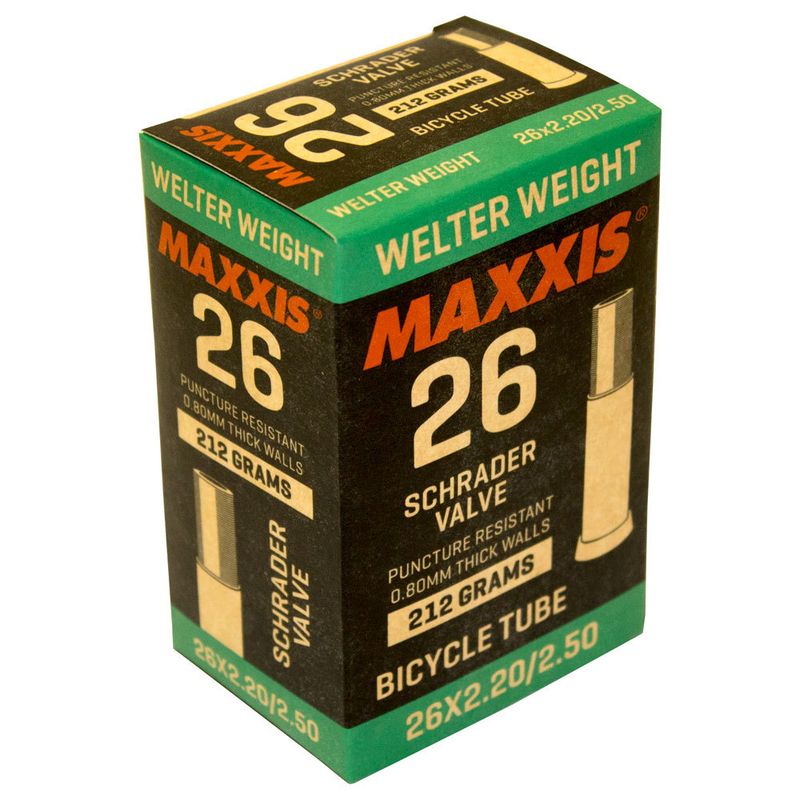 MAXXIS
26
SCHRADER
VALVE
PUNCTURE RESISTANT
0.80MM THICK WALLS
212 GRAMS
BICYCLE TUBE
26x2.20/2.50
WELTER WEIGHT
WELTER WEIGHT
MAXXIS®
26
PUNCTURE RESISTANT
0.80MM THICK WALLS
212 GRAMS
SCHRADER
VALVE
26X2.20/2.50
WELTER WEIGHT
MAXXIS®
26
SCHRADER
VALVE
PUNCTURE RESISTANT
0.80MM THICK WALLS
212 GRAMS
BICYCLE TUBE
26X2.20/2.50